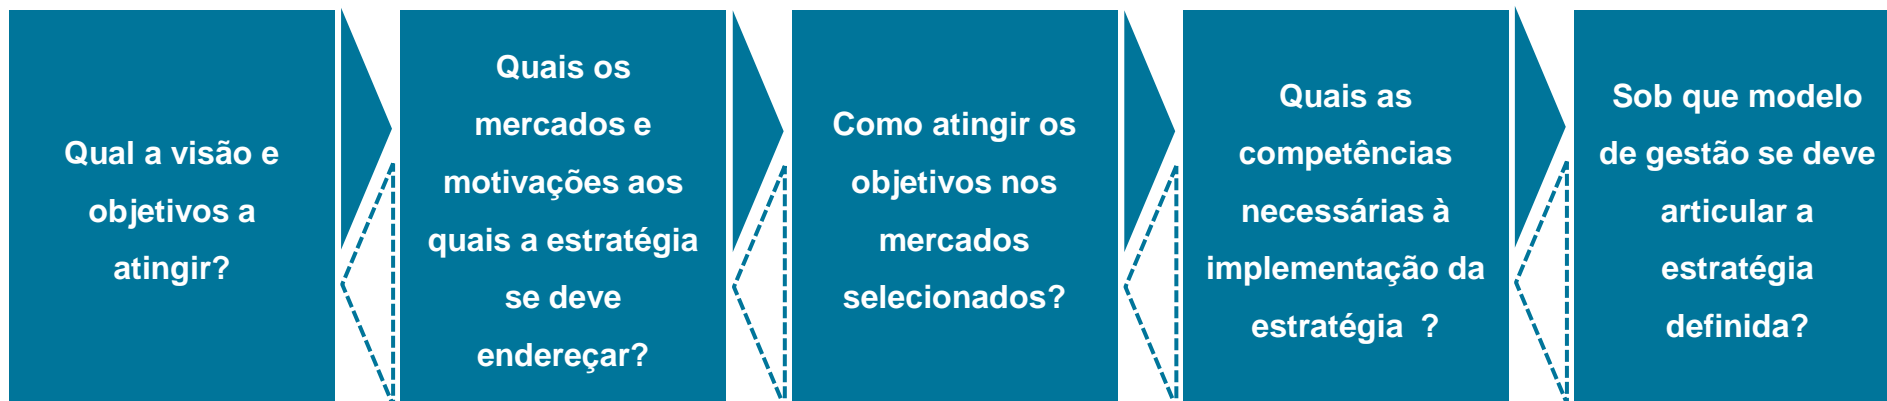 Qual a visão e
objetivos a
atingir?
Quais os
mercados e
motivações aos
quais a estratégia
se deve
endereçar?
Como atingir os
objetivos nos
mercados
selecionados?
Quais as
competências
necessárias à
implementação da
estratégia  ?
Sob que modelo
de gestão se deve
articular a
estratégia
definida?